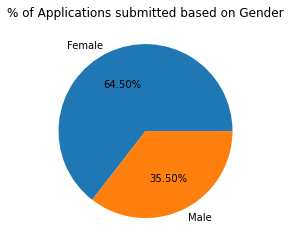 % of Applications submitted based on Gender
Female
64.50%
35.50%
Male